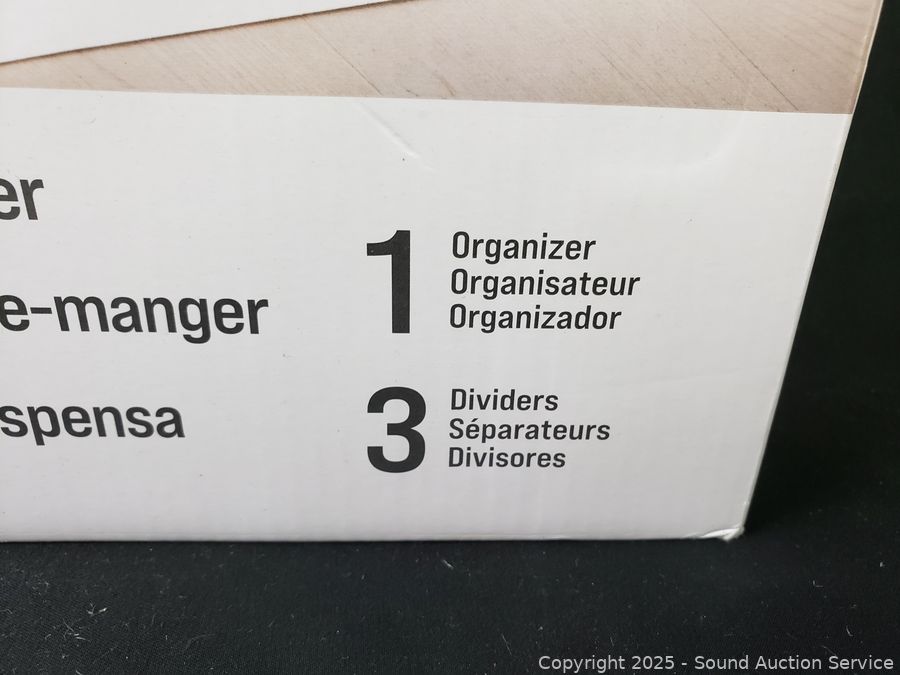 er
e-manger
spensa
1 Organizer
Organisateur
Organizador
3 Dividers
Séparateurs
Divisores
Copyright 2025 - Sound Auction Service